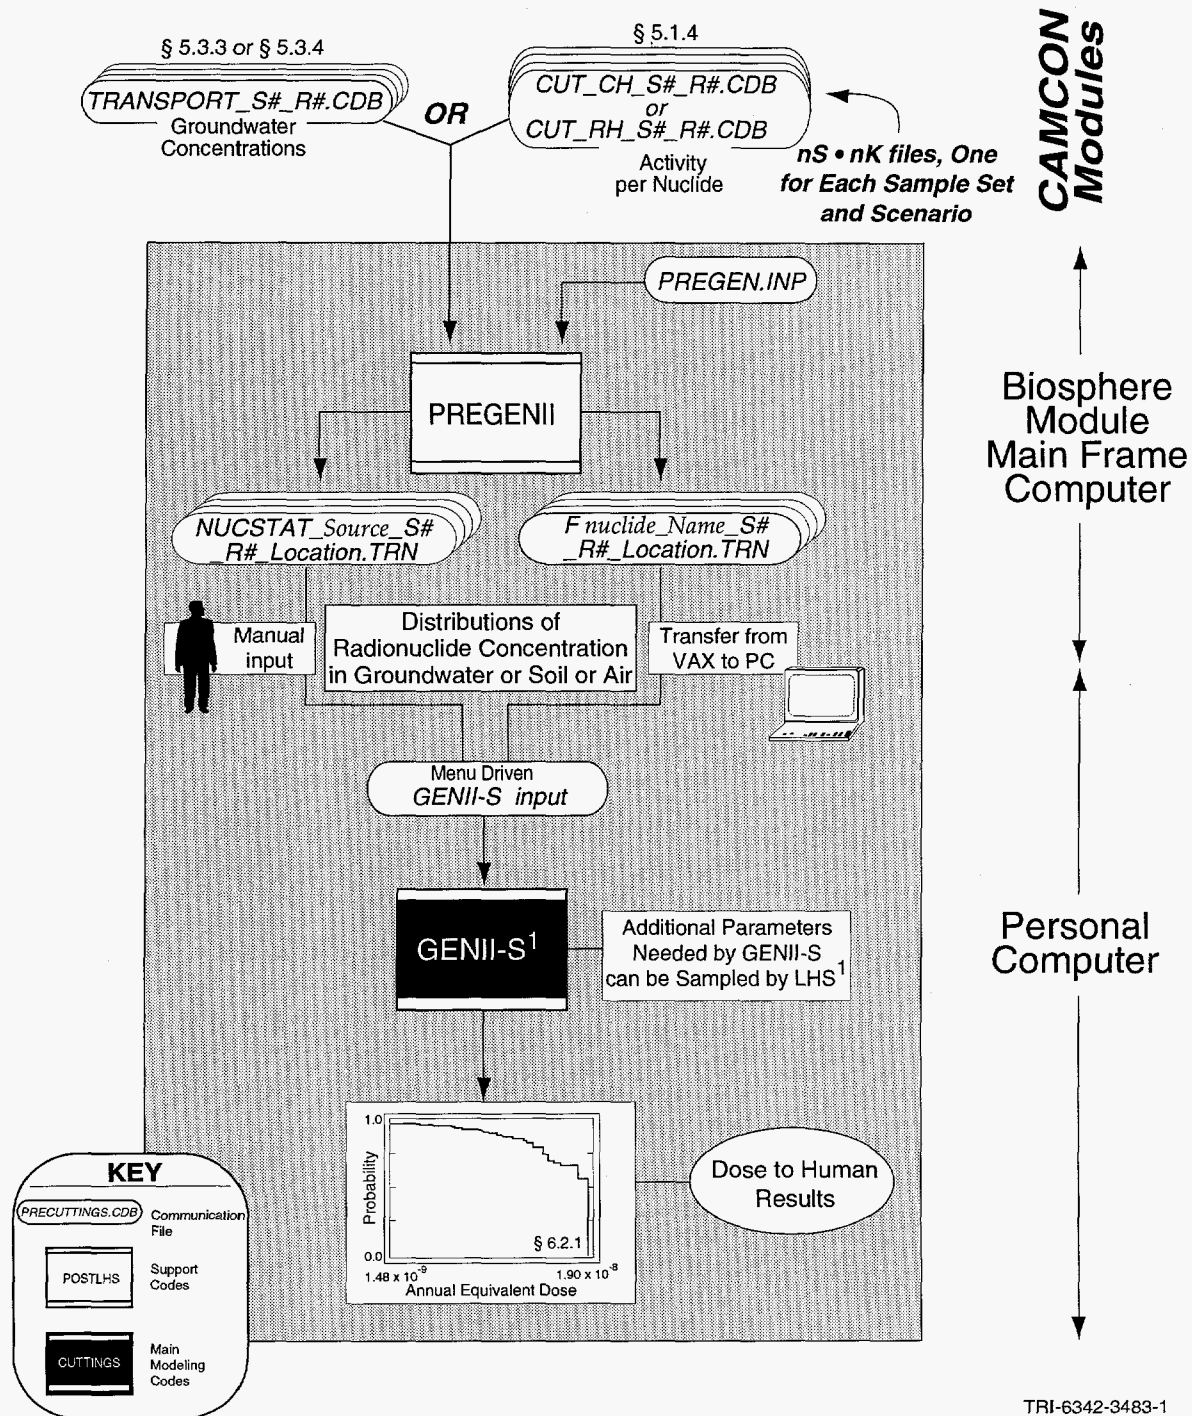 § 5.3.3 or § 5.3.4
TRANSPORT_S#_R#.CDB
Groundwater
Concentrations
OR
§ 5.1.4
CUT_CH_S#_R#.CDB
or
CUT_RH_S#_R#.CDB
Activity
per Nuclide
nS • nK files, One
for Each Sample Set
and Scenario
CAMCON
Modules
PREGEN.INP
PREGENII
NUCSTAT_Source_S#
_R#_Location.TRN
F nuclide_Name_S#
_R#_Location.TRN
Manual
input
Distributions of
Radionuclide Concentration
in Groundwater or Soil or Air
Transfer from
VAX to PC
Biosphere
Module
Main Frame
Computer
Menu Driven
GENII-S input
GENII-S¹
Additional Parameters
Needed by GENII-S
can be Sampled by LHS¹
Personal
Computer
1.0
Probability
0.0
§ 6.2.1
1.48 x 10⁻⁹
1.90 x 10⁻⁸
Annual Equivalent Dose
Dose to Human
Results
KEY
PRECUTTINGS.CDB
Communication
File
POSTLHS
Support
Codes
CUTTINGS
Main
Modeling
Codes
TRI-6342-3483-1